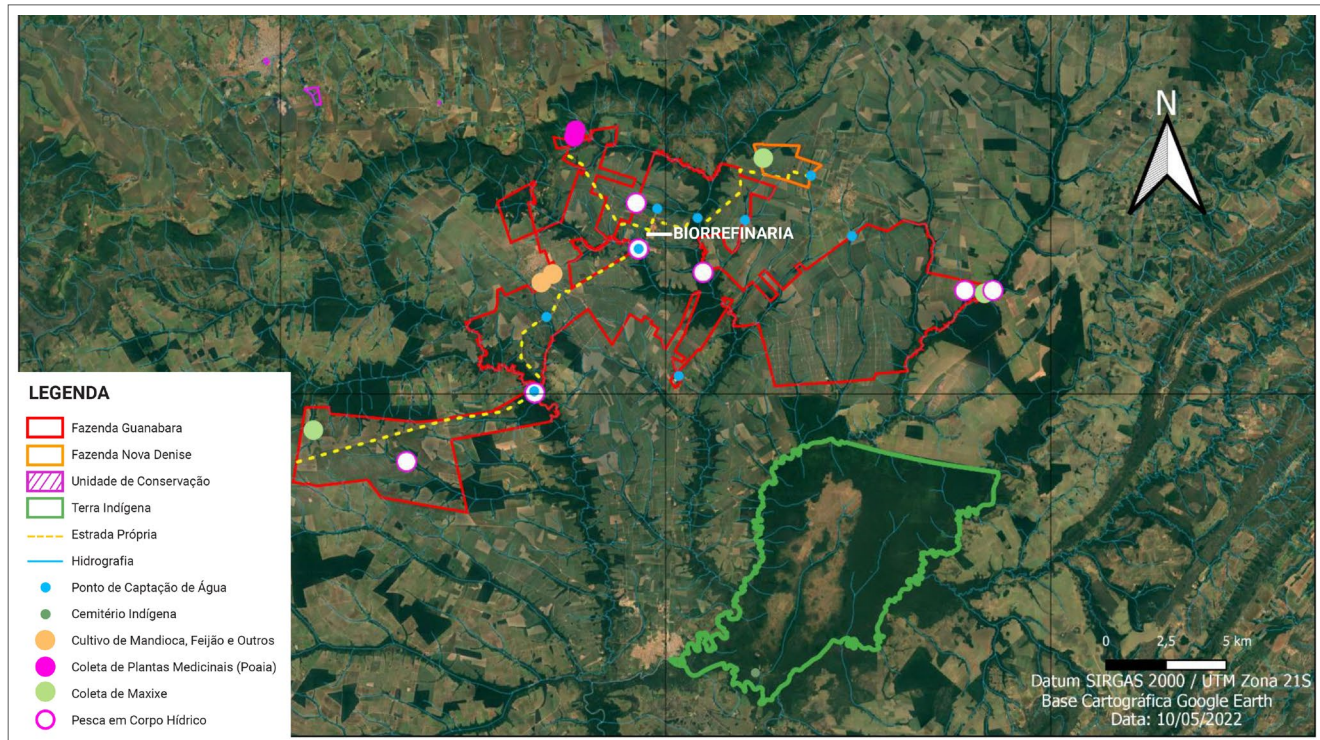 N
BIORREFINARIA
LEGENDA
Fazenda Guanabara
Fazenda Nova Denise
Unidade de Conservação
Terra Indígena
Estrada Própria
Hidrografia
Ponto de Captação de Água
Cemitério Indígena
Cultivo de Mandioca, Feijão e Outros
Coleta de Plantas Medicinais (Poaia)
Coleta de Maxixe
Pesca em Corpo Hídrico
0 2,5 5 km
Datum SIRGAS 2000 / UTM Zona 21S
Base Cartográfica Google Earth
Data: 10/05/2022